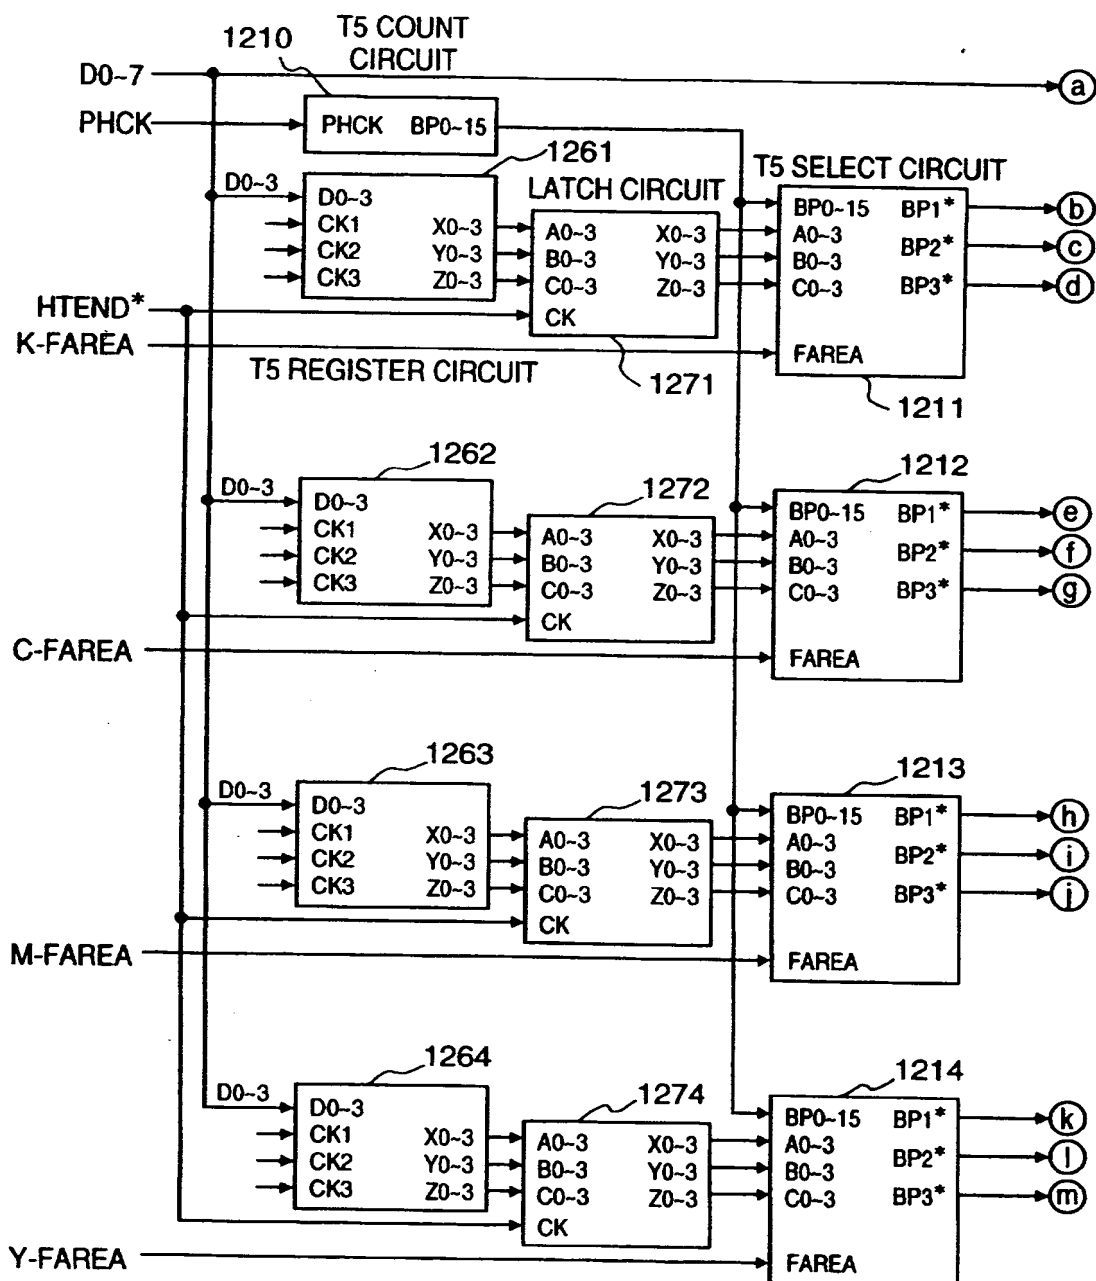 T5 COUNT
CIRCUIT
1210
D0~7
a
PHCK
PHCK BP0~15
1261
D0~3
D0~3
CK1 X0~3
CK2 Y0~3
CK3 Z0~3
LATCH CIRCUIT
A0~3 X0~3
B0~3 Y0~3
C0~3 Z0~3
CK
T5 SELECT CIRCUIT
BP0~15 BP1*
A0~3 BP2*
B0~3
C0~3 BP3*
FAREA
b
c
d
HTEND*
K-FAREA
T5 REGISTER CIRCUIT
1271
1211
1262
D0~3
D0~3
CK1 X0~3
CK2 Y0~3
CK3 Z0~3
1272
A0~3 X0~3
B0~3 Y0~3
C0~3 Z0~3
CK
1212
BP0~15 BP1*
A0~3
B0~3 BP2*
C0~3 BP3*
FAREA
e
f
g
C-FAREA
1263
D0~3
D0~3
CK1 X0~3
CK2 Y0~3
CK3 Z0~3
1273
A0~3 X0~3
B0~3 Y0~3
C0~3 Z0~3
CK
1213
BP0~15 BP1*
A0~3
B0~3 BP2*
C0~3 BP3*
FAREA
h
i
j
M-FAREA
1264
D0~3
D0~3
CK1 X0~3
CK2 Y0~3
CK3 Z0~3
1274
A0~3 X0~3
B0~3 Y0~3
C0~3 Z0~3
CK
1214
BP0~15 BP1*
A0~3
B0~3 BP2*
C0~3 BP3*
FAREA
k
l
m
Y-FAREA